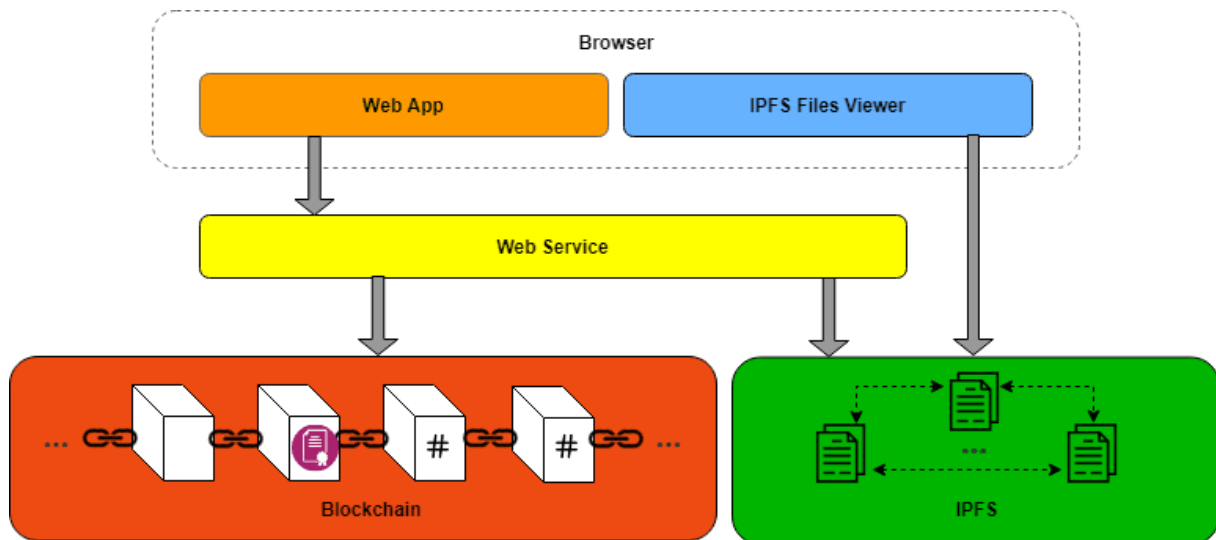 Browser
Web App
IPFS Files Viewer
Web Service
... # # ...
...
Blockchain
IPFS